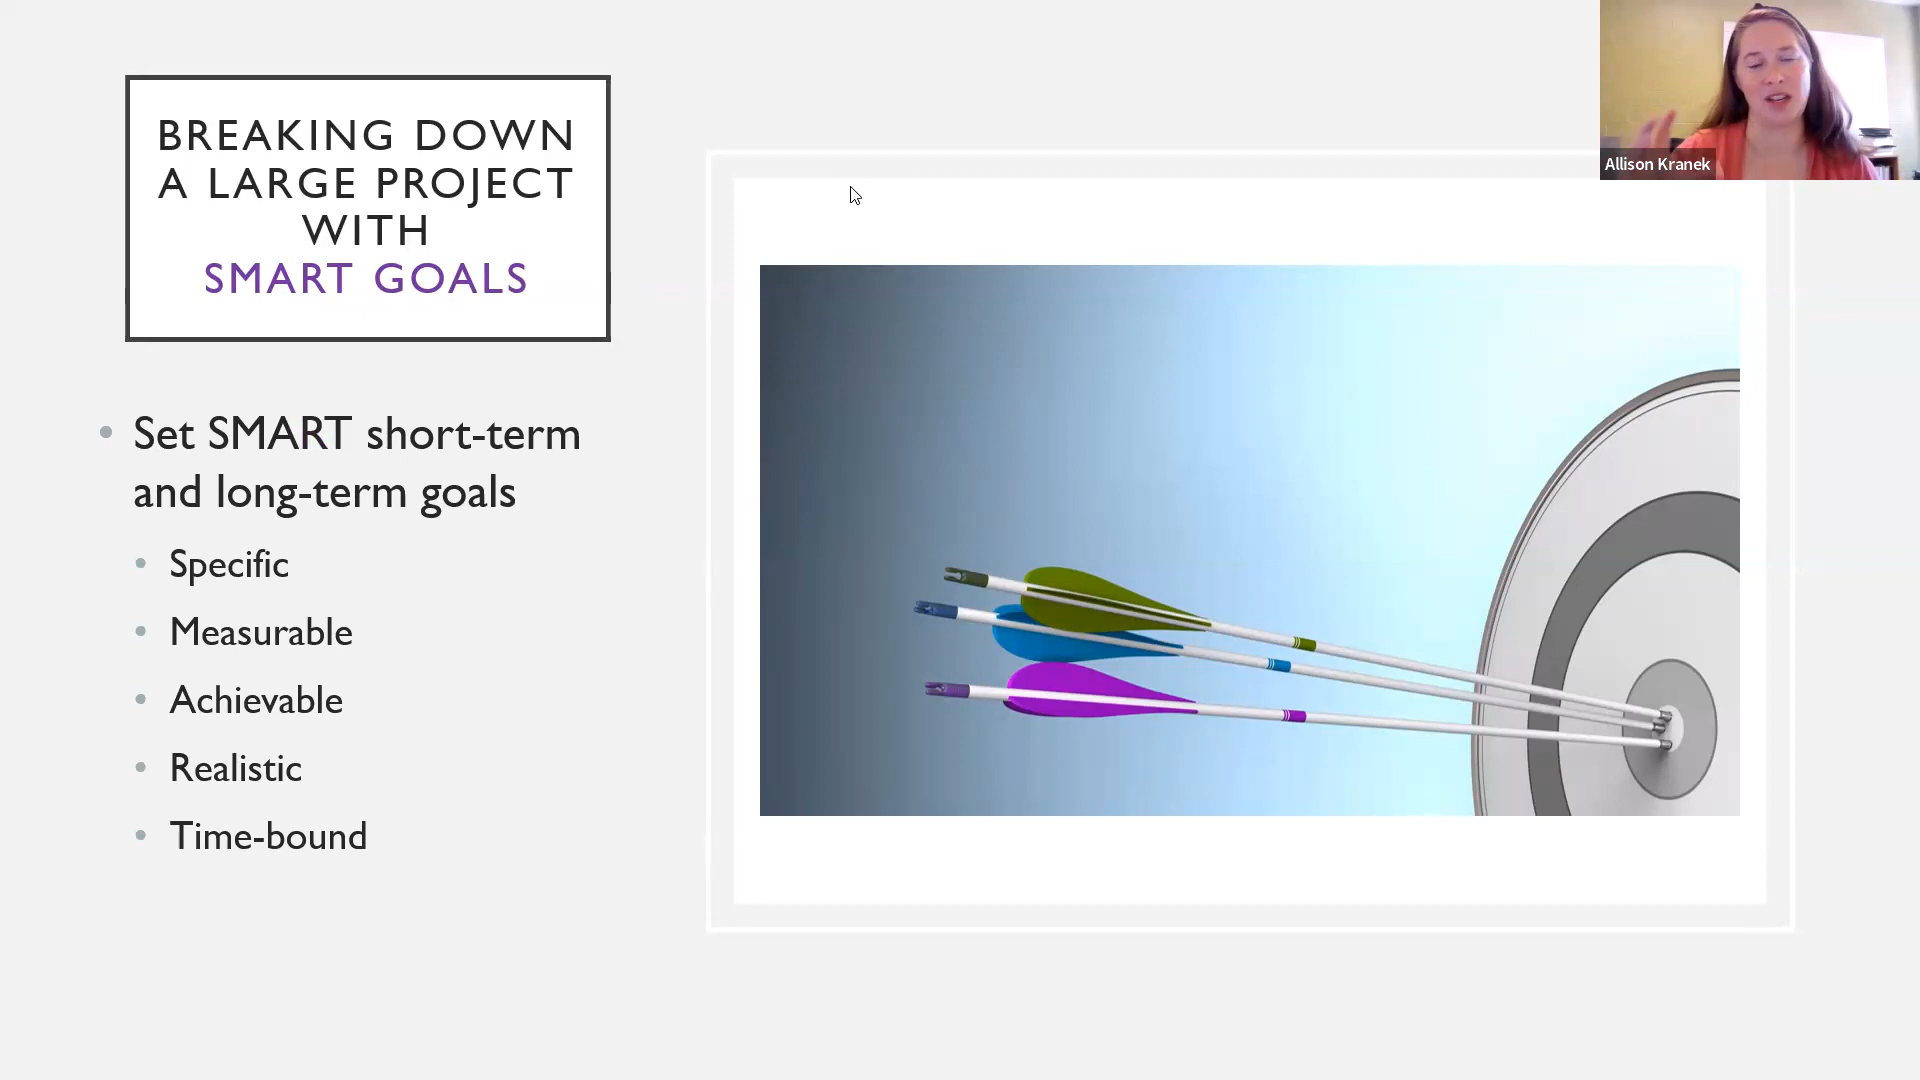 BREAKING DOWN
A LARGE PROJECT
WITH
SMART GOALS
• Set SMART short-term
and long-term goals
• Specific
• Measurable
• Achievable
• Realistic
• Time-bound
Allison Kranek